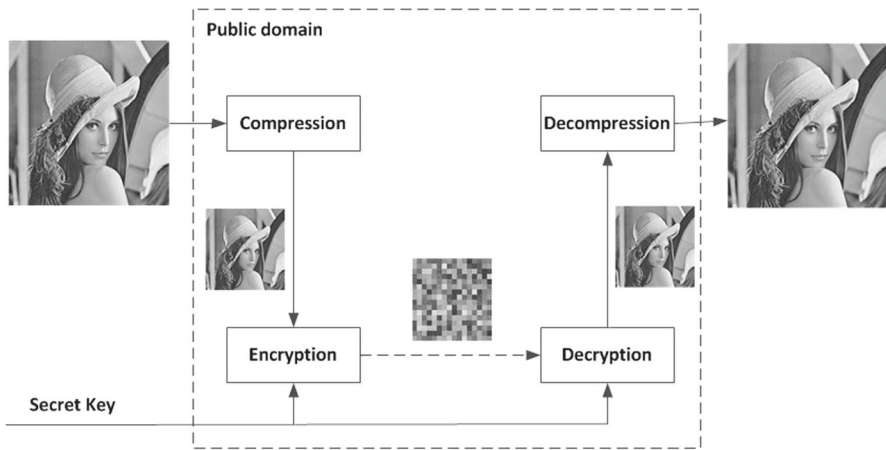 Public domain
Compression
Decompression
Encryption
Decryption
Secret Key